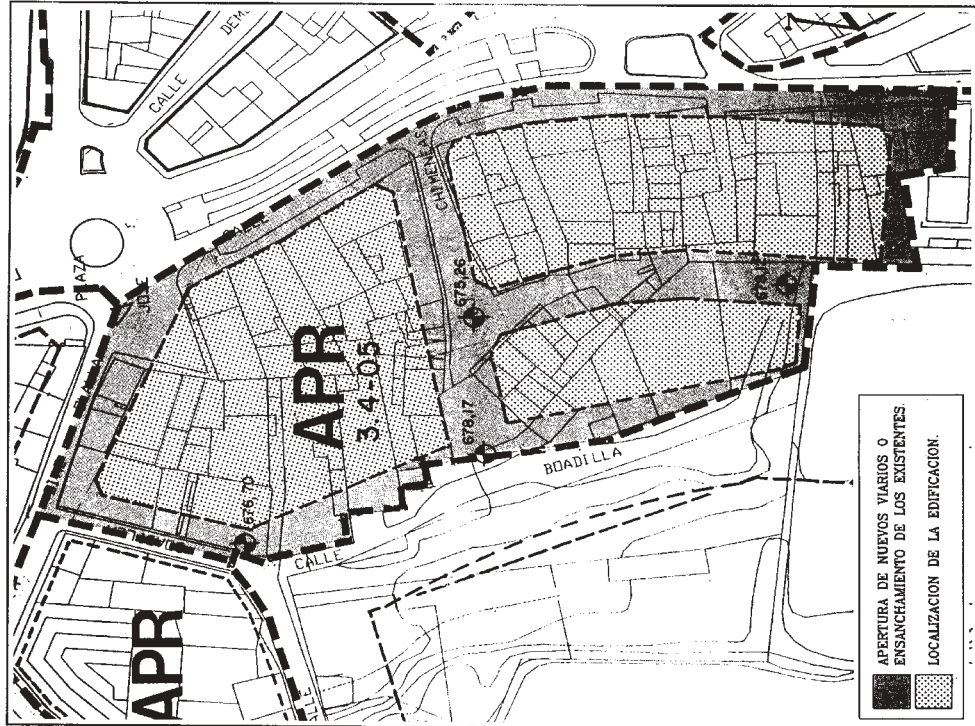 PLAZA
CALLE
JOSE
CALLE
CHIMENEAS
APR
3.4-05
676,70
678,17
675,26
CALLE
BOADILLA
APR
APERTURA DE NUEVOS VIARIOS O
ENSANCHAMIENTO DE LOS EXISTENTES.
LOCALIZACION DE LA EDIFICACION.